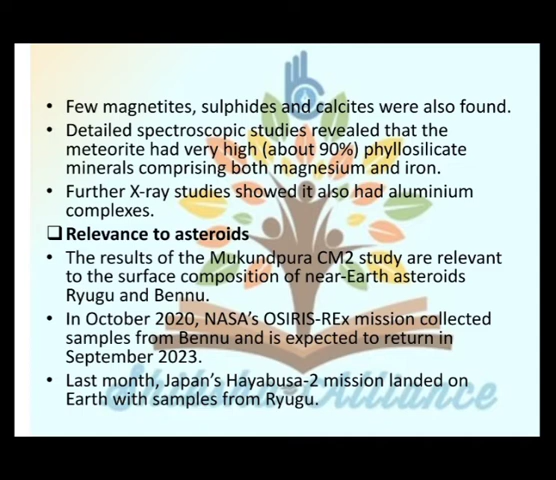 • Few magnetites, sulphides and calcites were also found.
• Detailed spectroscopic studies revealed that the
meteorite had very high (about 90%) phyllosilicate
minerals comprising both magnesium and iron.
• Further X-ray studies showed it also had aluminium
complexes.
❑ Relevance to asteroids
• The results of the Mukundpura CM2 study are relevant
to the surface composition of near-Earth asteroids
Ryugu and Bennu.
• In October 2020, NASA's OSIRIS-REx mission collected
samples from Bennu and is expected to return in
September 2023.
• Last month, Japan's Hayabusa-2 mission landed on
Earth with samples from Ryugu.
Alliance